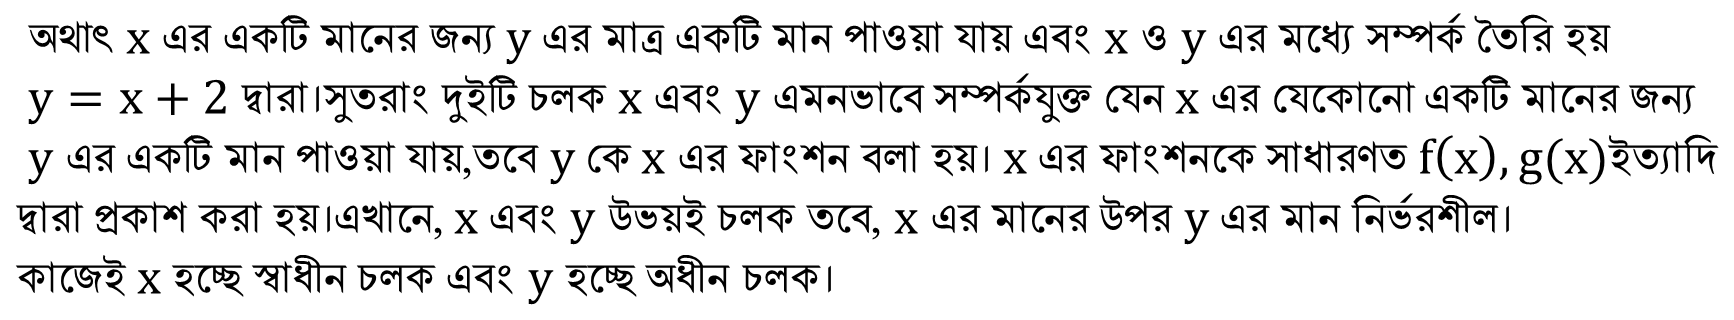 অথাৎ x এর একটি মানের জন্য y এর মাত্র একটি মান পাওয়া যায় এবং x ও y এর মধ্যে সম্পর্ক তৈরি হয়
y = x + 2 দ্বারা।সুতরাং দুইটি চলক x এবং y এমনভাবে সম্পর্কযুক্ত যেন x এর যেকোনো একটি মানের জন্য
y এর একটি মান পাওয়া যায়,তবে y কে x এর ফাংশন বলা হয়। x এর ফাংশনকে সাধারণত f(x), g(x)ইত্যাদি
দ্বারা প্রকাশ করা হয়।এখানে, x এবং y উভয়ই চলক তবে, x এর মানের উপর y এর মান নির্ভরশীল।
কাজেই x হচ্ছে স্বাধীন চলক এবং y হচ্ছে অধীন চলক।